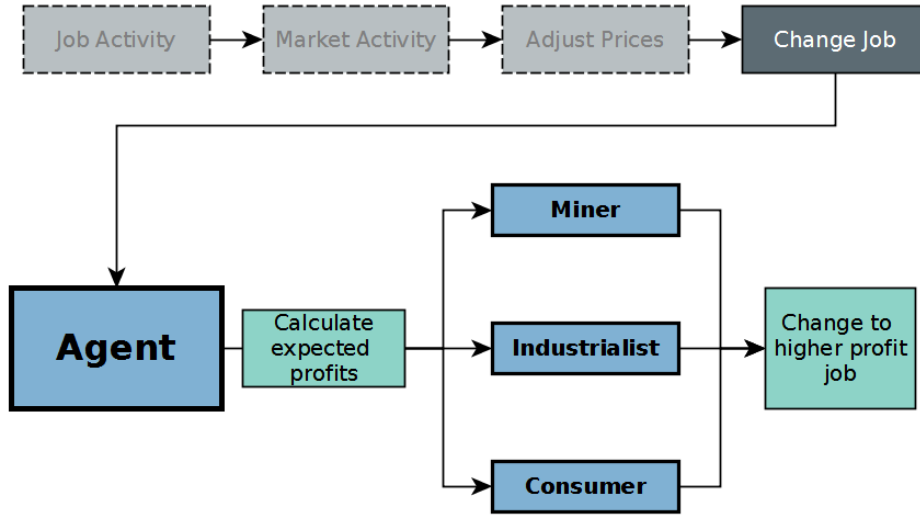 Job Activity
Market Activity
Adjust Prices
Change Job
Miner
Agent
Calculate
expected
profits
Industrialist
Change to
higher profit
job
Consumer